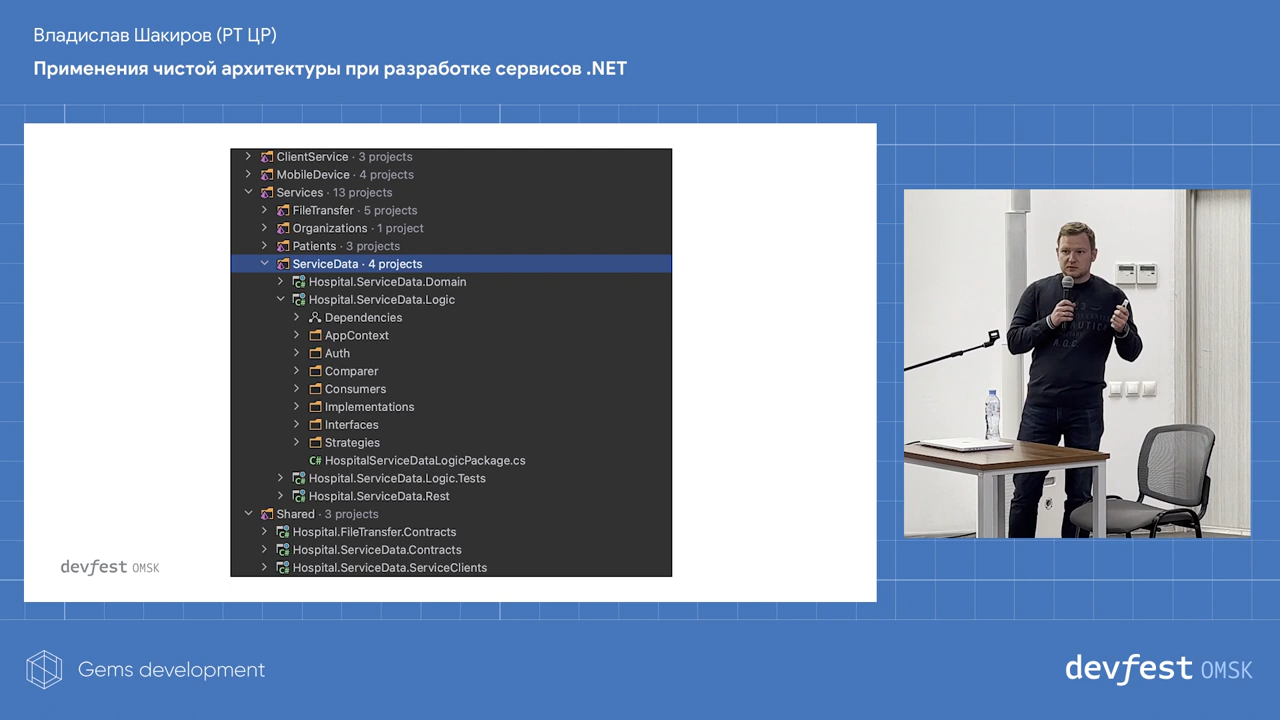 Владислав Шакиров (РТ ЦР)
Применения чистой архитектуры при разработке сервисов .NET
ClientService · 3 projects
MobileDevice · 4 projects
Services · 13 projects
FileTransfer · 5 projects
Organizations · 1 project
Patients · 3 projects
ServiceData · 4 projects
Hospital.ServiceData.Domain
Hospital.ServiceData.Logic
Dependencies
AppContext
Auth
Comparer
Consumers
Implementations
Interfaces
Strategies
C# HospitalServiceDataLogicPackage.cs
Hospital.ServiceData.Logic.Tests
Hospital.ServiceData.Rest
Shared · 3 projects
Hospital.FileTransfer.Contracts
Hospital.ServiceData.Contracts
Hospital.ServiceData.ServiceClients
devfest OMSK
Gems development
devfest OMSK